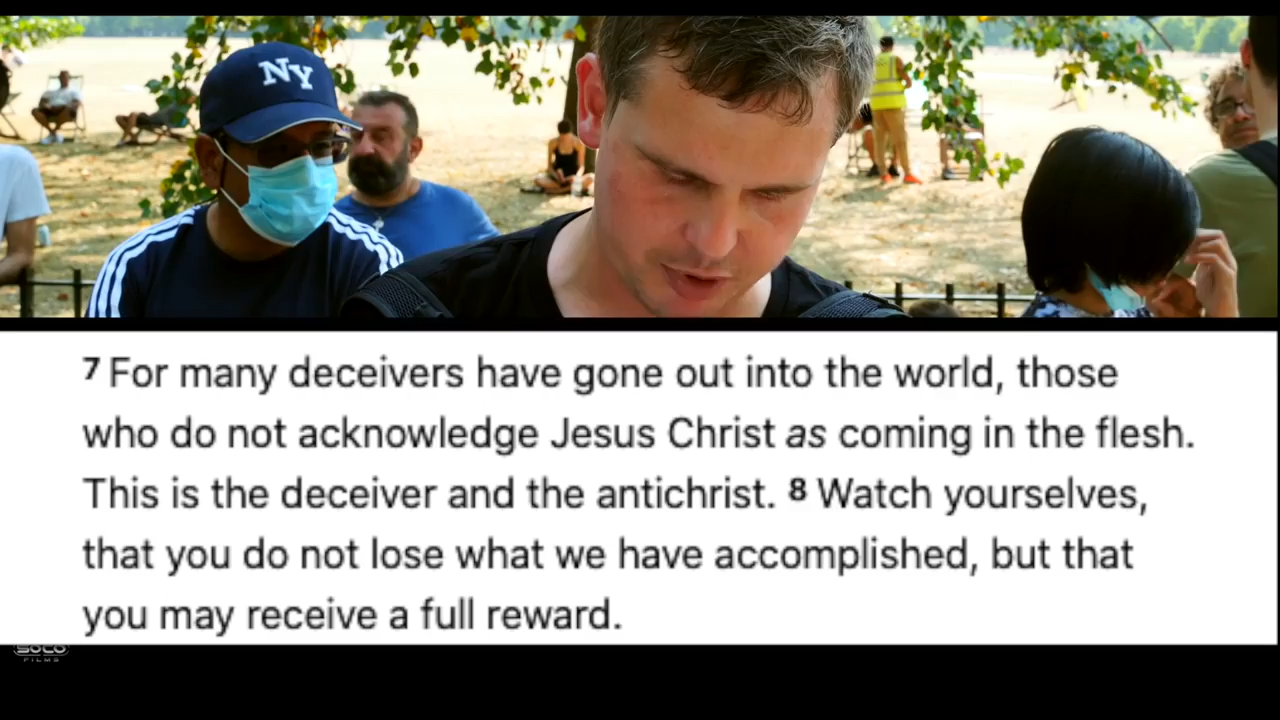 NY
7 For many deceivers have gone out into the world, those
who do not acknowledge Jesus Christ as coming in the flesh.
This is the deceiver and the antichrist. 8 Watch yourselves,
that you do not lose what we have accomplished, but that
you may receive a full reward.
SOCO
FILMS